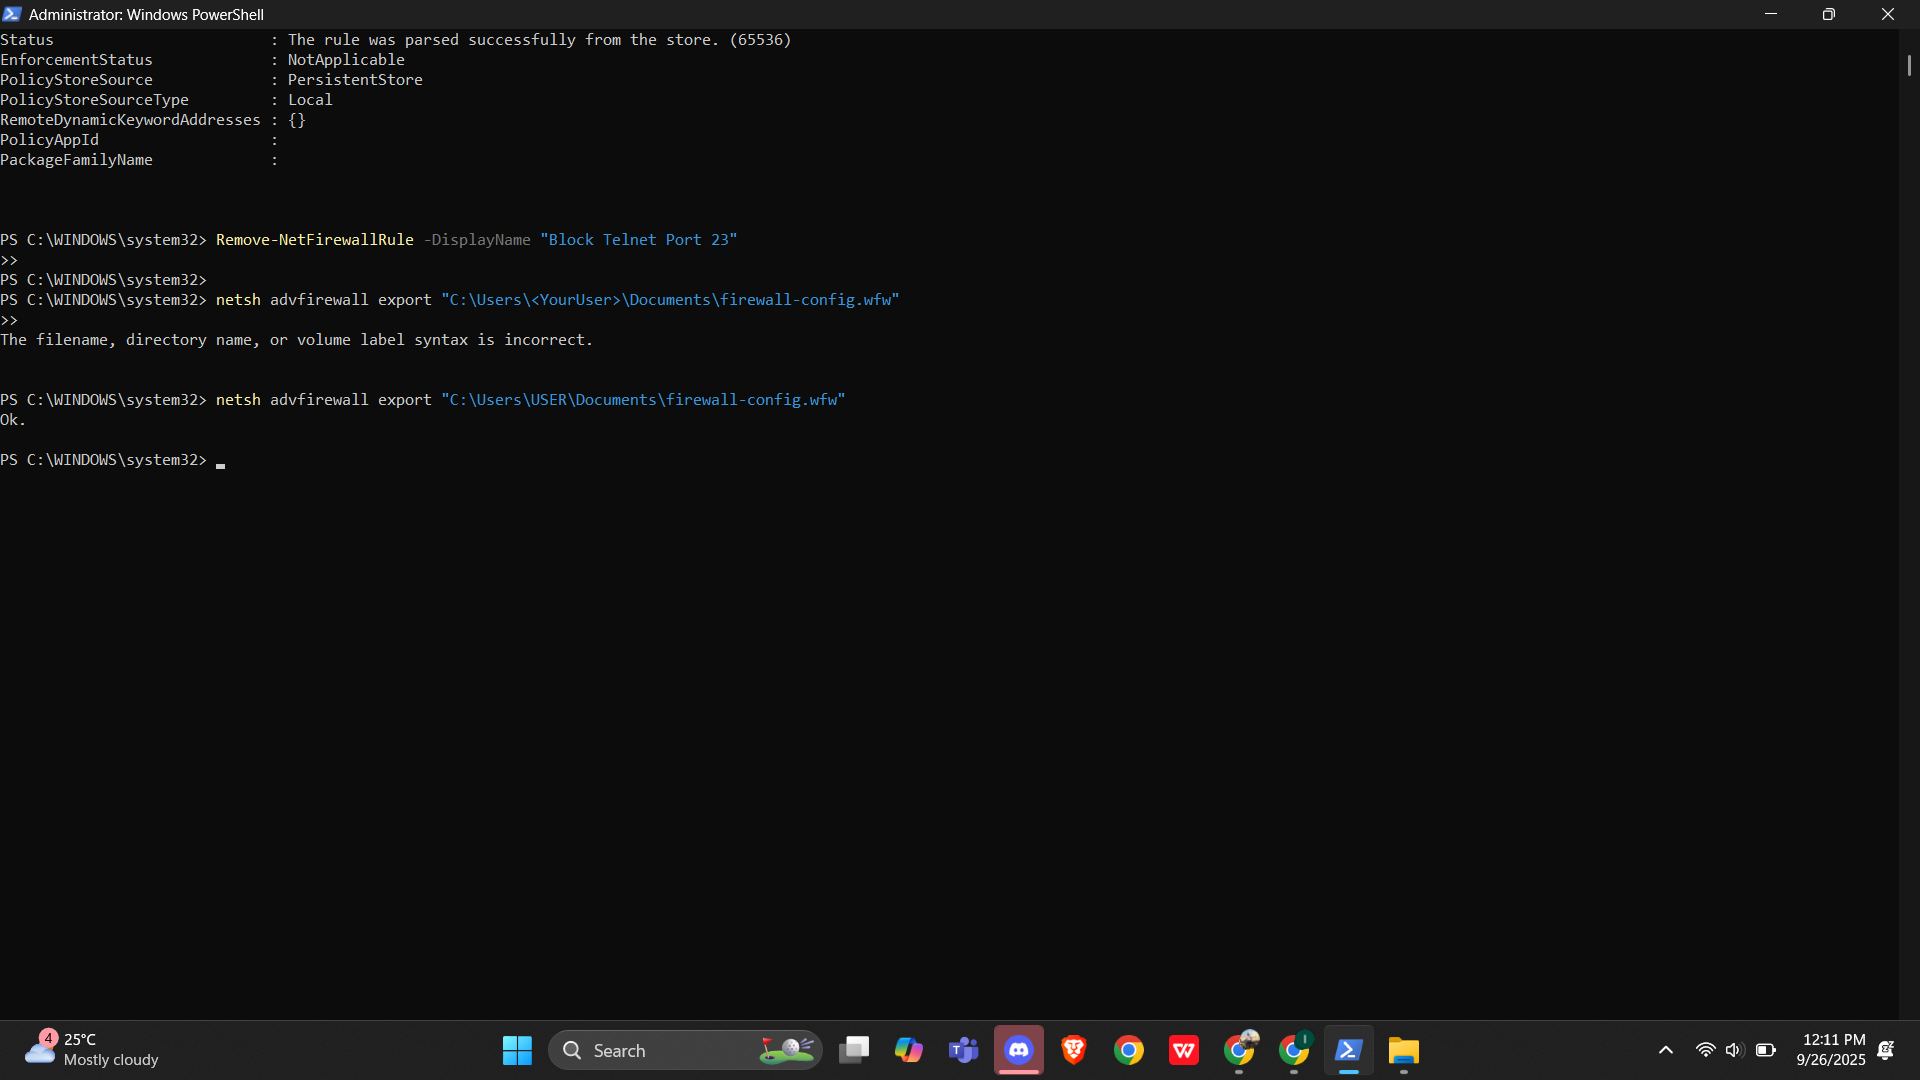 Administrator: Windows PowerShell
Status                        : The rule was parsed successfully from the store. (65536)
EnforcementStatus             : NotApplicable
PolicyStoreSource             : PersistentStore
PolicyStoreSourceType         : Local
RemoteDynamicKeywordAddresses : {}
PolicyAppId                   :
PackageFamilyName             :
PS C:\WINDOWS\system32> Remove-NetFirewallRule -DisplayName "Block Telnet Port 23"
>>
PS C:\WINDOWS\system32>
PS C:\WINDOWS\system32> netsh advfirewall export "C:\Users\<YourUser>\Documents\firewall-config.wfw"
>>
The filename, directory name, or volume label syntax is incorrect.
PS C:\WINDOWS\system32> netsh advfirewall export "C:\Users\USER\Documents\firewall-config.wfw"
Ok.
PS C:\WINDOWS\system32>
4
25°C
Mostly cloudy
Search
T
W
I
12:11 PM
9/26/2025